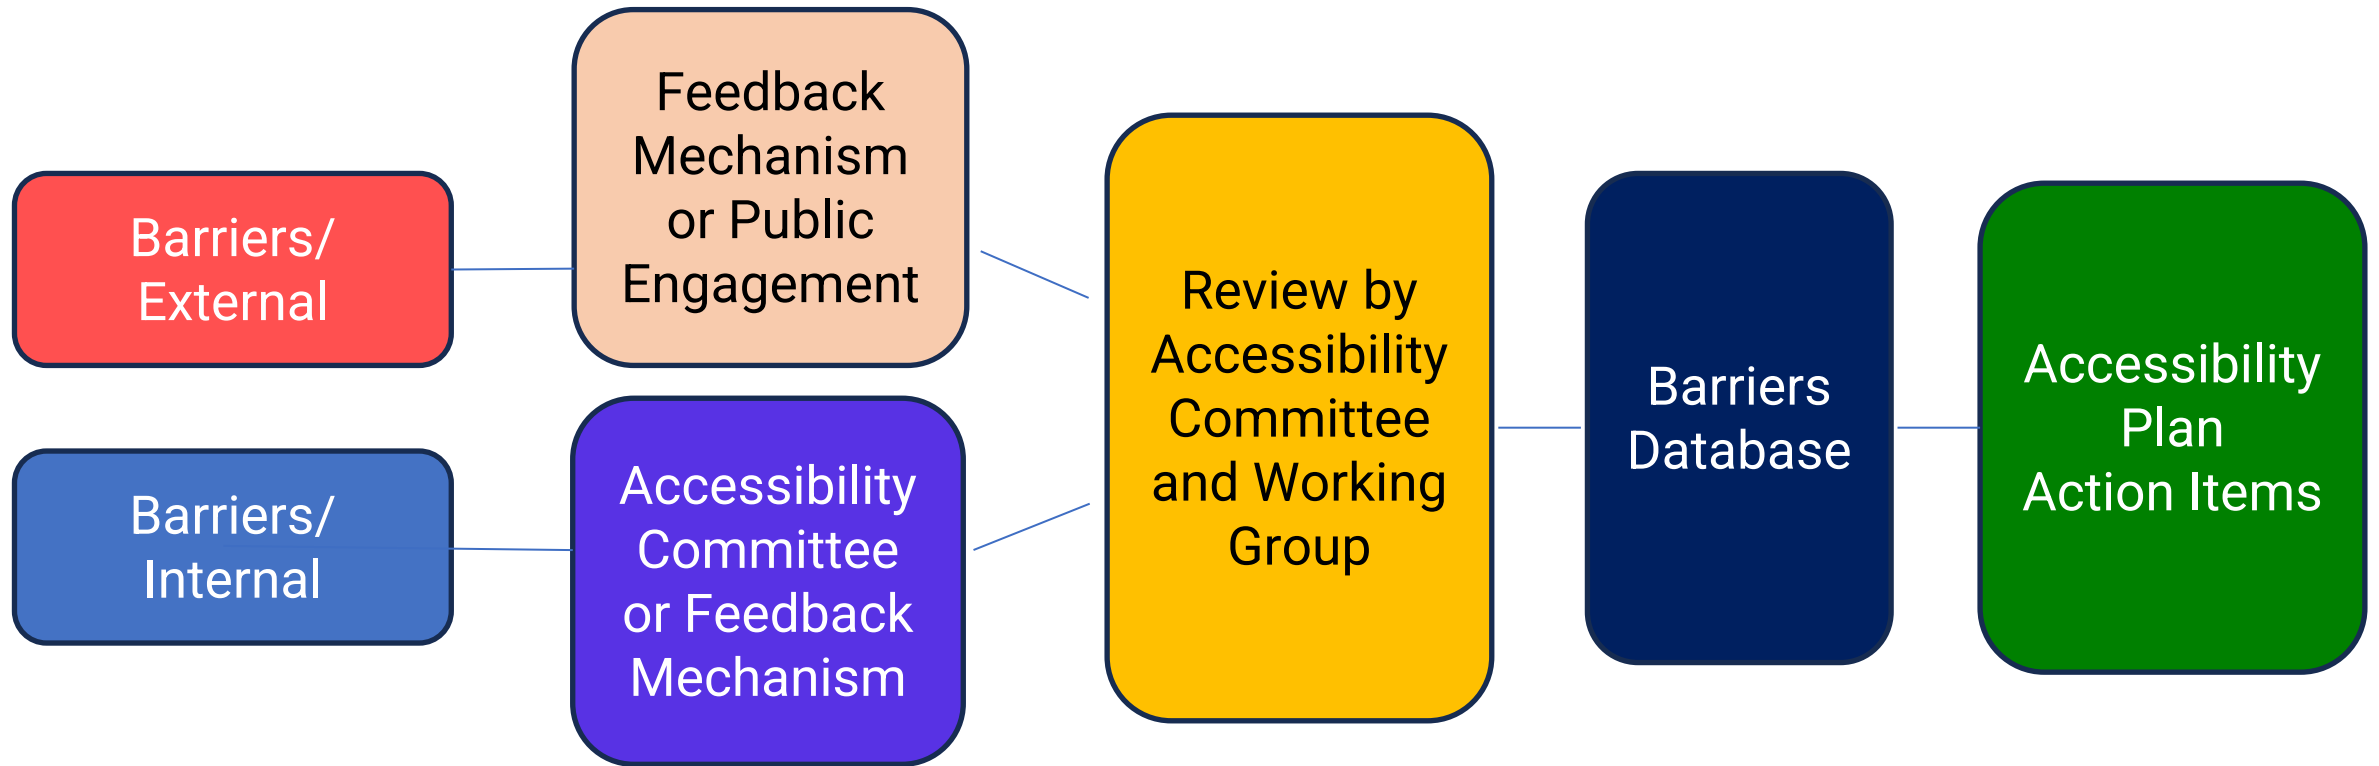 Barriers/
External
Feedback
Mechanism
or Public
Engagement
Barriers/
Internal
Accessibility
Committee
or Feedback
Mechanism
Review by
Accessibility
Committee
and Working
Group
Barriers
Database
Accessibility
Plan
Action Items